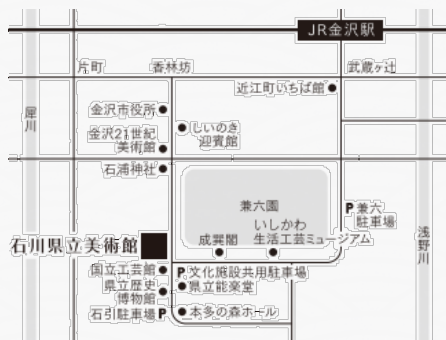 JR金沢駅
片町
香林坊
武蔵ヶ辻
近江町いちば館
金沢市役所
しいのき
迎賓館
犀川
金沢21世紀
美術館
石浦神社
兼六園
兼六
駐車場
いしかわ
生活工芸ミュージアム
成巽閣
浅野川
石川県立美術館
国立工芸館
文化施設共用駐車場
P
県立歴史
博物館
県立能楽堂
石引駐車場P
本多の森ホール
P